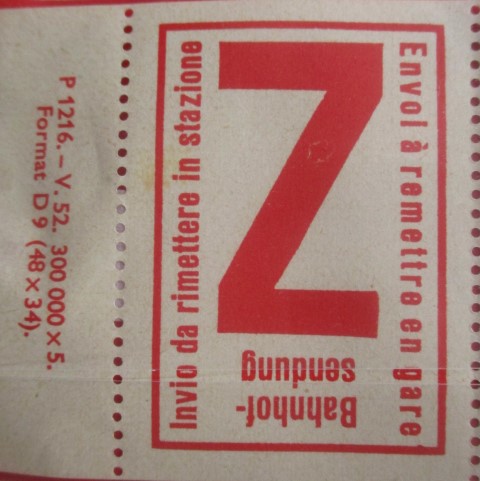 Bahnhof-
sendung
Z
Envoi à remettre en gare
Invio da rimettere in stazione
P 1216. – V. 52. 300 000 × 5.
Format D 9 (48 × 34).